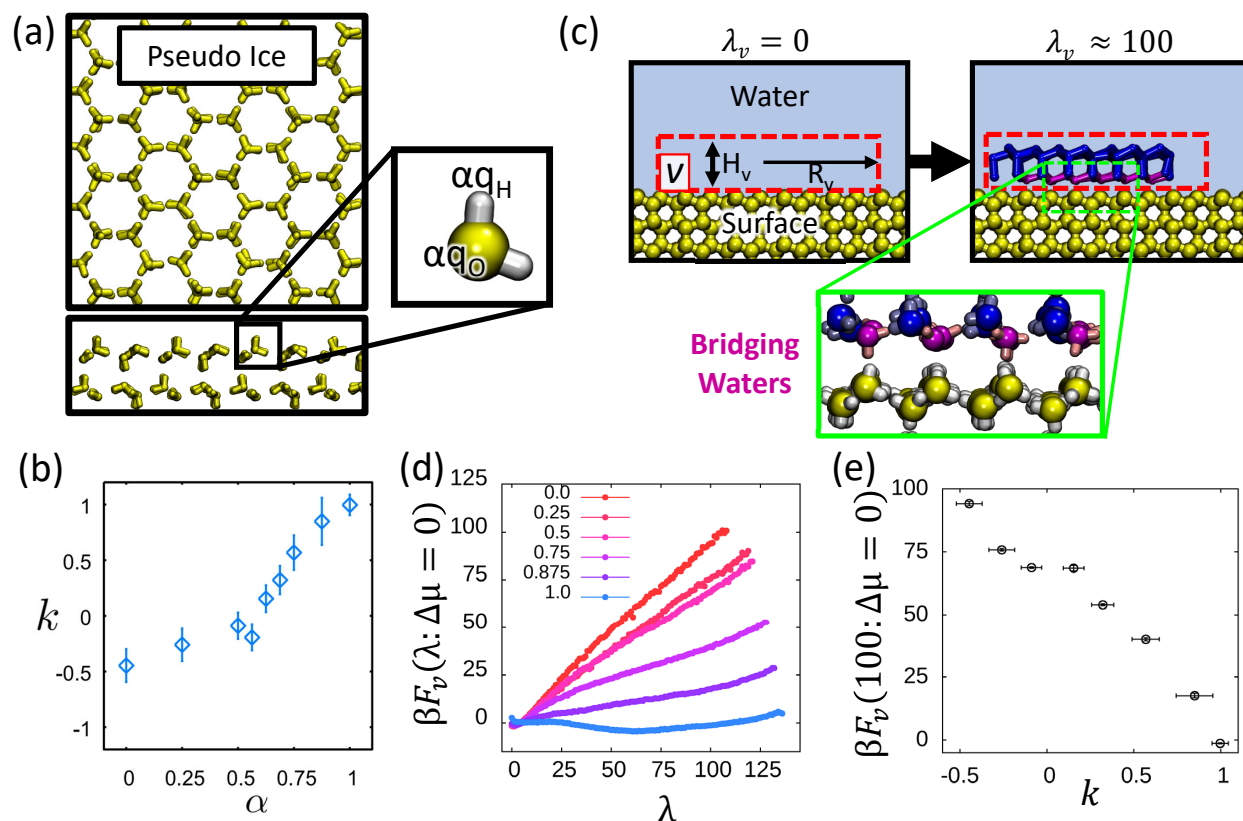 (a)
Pseudo Ice
αq_H
αq_O
(c)
λ_v = 0
λ_v ≈ 100
Water
v
H_v
R_v
Surface
Bridging
Waters
(b)
k
1
0.5
0
-0.5
-1
0
0.25
0.5
0.75
1
α
(d)
βF_v(λ: Δμ = 0)
125
100
75
50
25
0
0.0
0.25
0.5
0.75
0.875
1.0
0
25
50
75
100
125
λ
(e)
βF_v(100: Δμ = 0)
100
75
50
25
0
-0.5
0
0.5
1
k